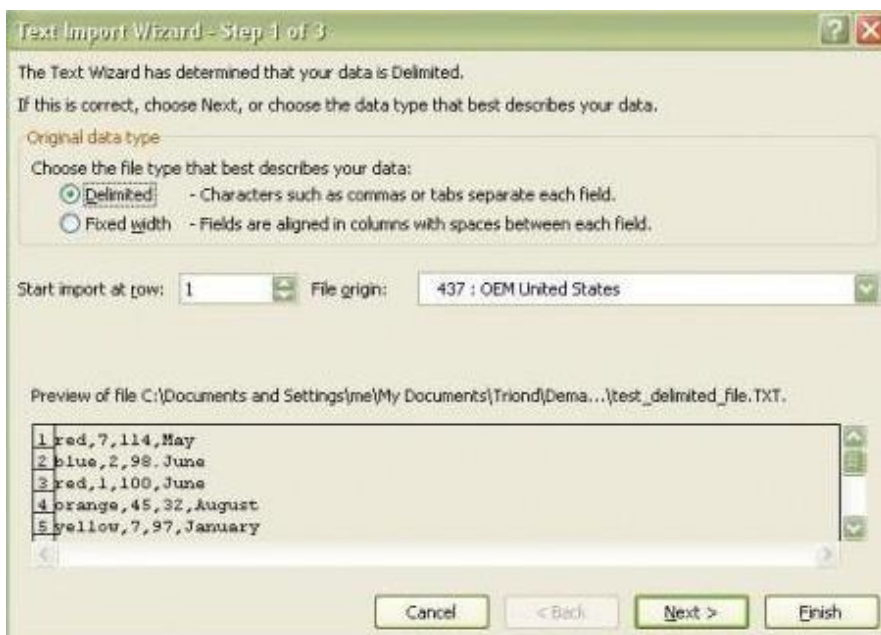 Text Import Wizard - Step 1 of 3
The Text Wizard has determined that your data is Delimited.
If this is correct, choose Next, or choose the data type that best describes your data.
Original data type
Choose the file type that best describes your data:
Delimited - Characters such as commas or tabs separate each field.
Fixed width - Fields are aligned in columns with spaces between each field.
Start import at row: 1 File origin: 437 : OEM United States
Preview of file C:\Documents and Settings\me\My Documents\Triond\Dema...\test_delimited_file.TXT.
1 red,7,114,May
2 blue,2,98.June
3 red,1,100,June
4 orange,45,32,August
5 yellow,7,97,January
Cancel < Back Next > Finish